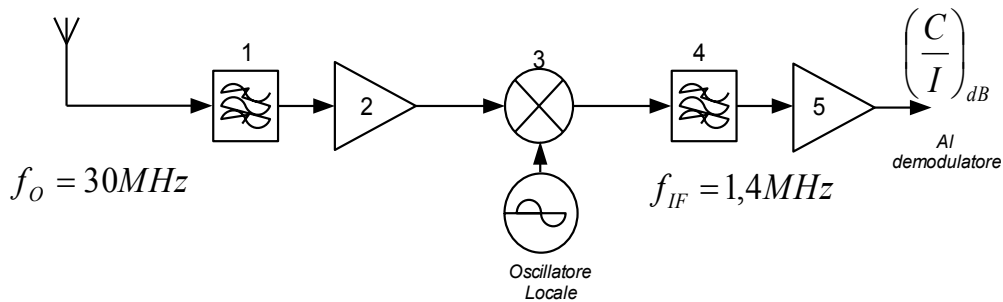 1
2
3
4
5
(C/I)dB
Al
demodulatore
fO = 30MHz
fIF = 1,4MHz
Oscillatore
Locale